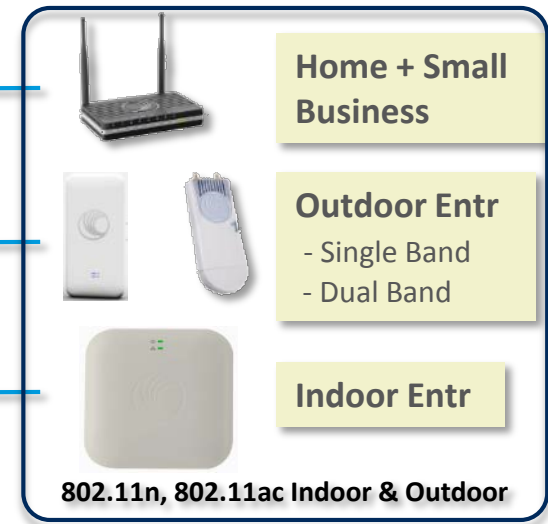 Home + Small
Business
Outdoor Entr
- Single Band
- Dual Band
Indoor Entr
802.11n, 802.11ac Indoor & Outdoor